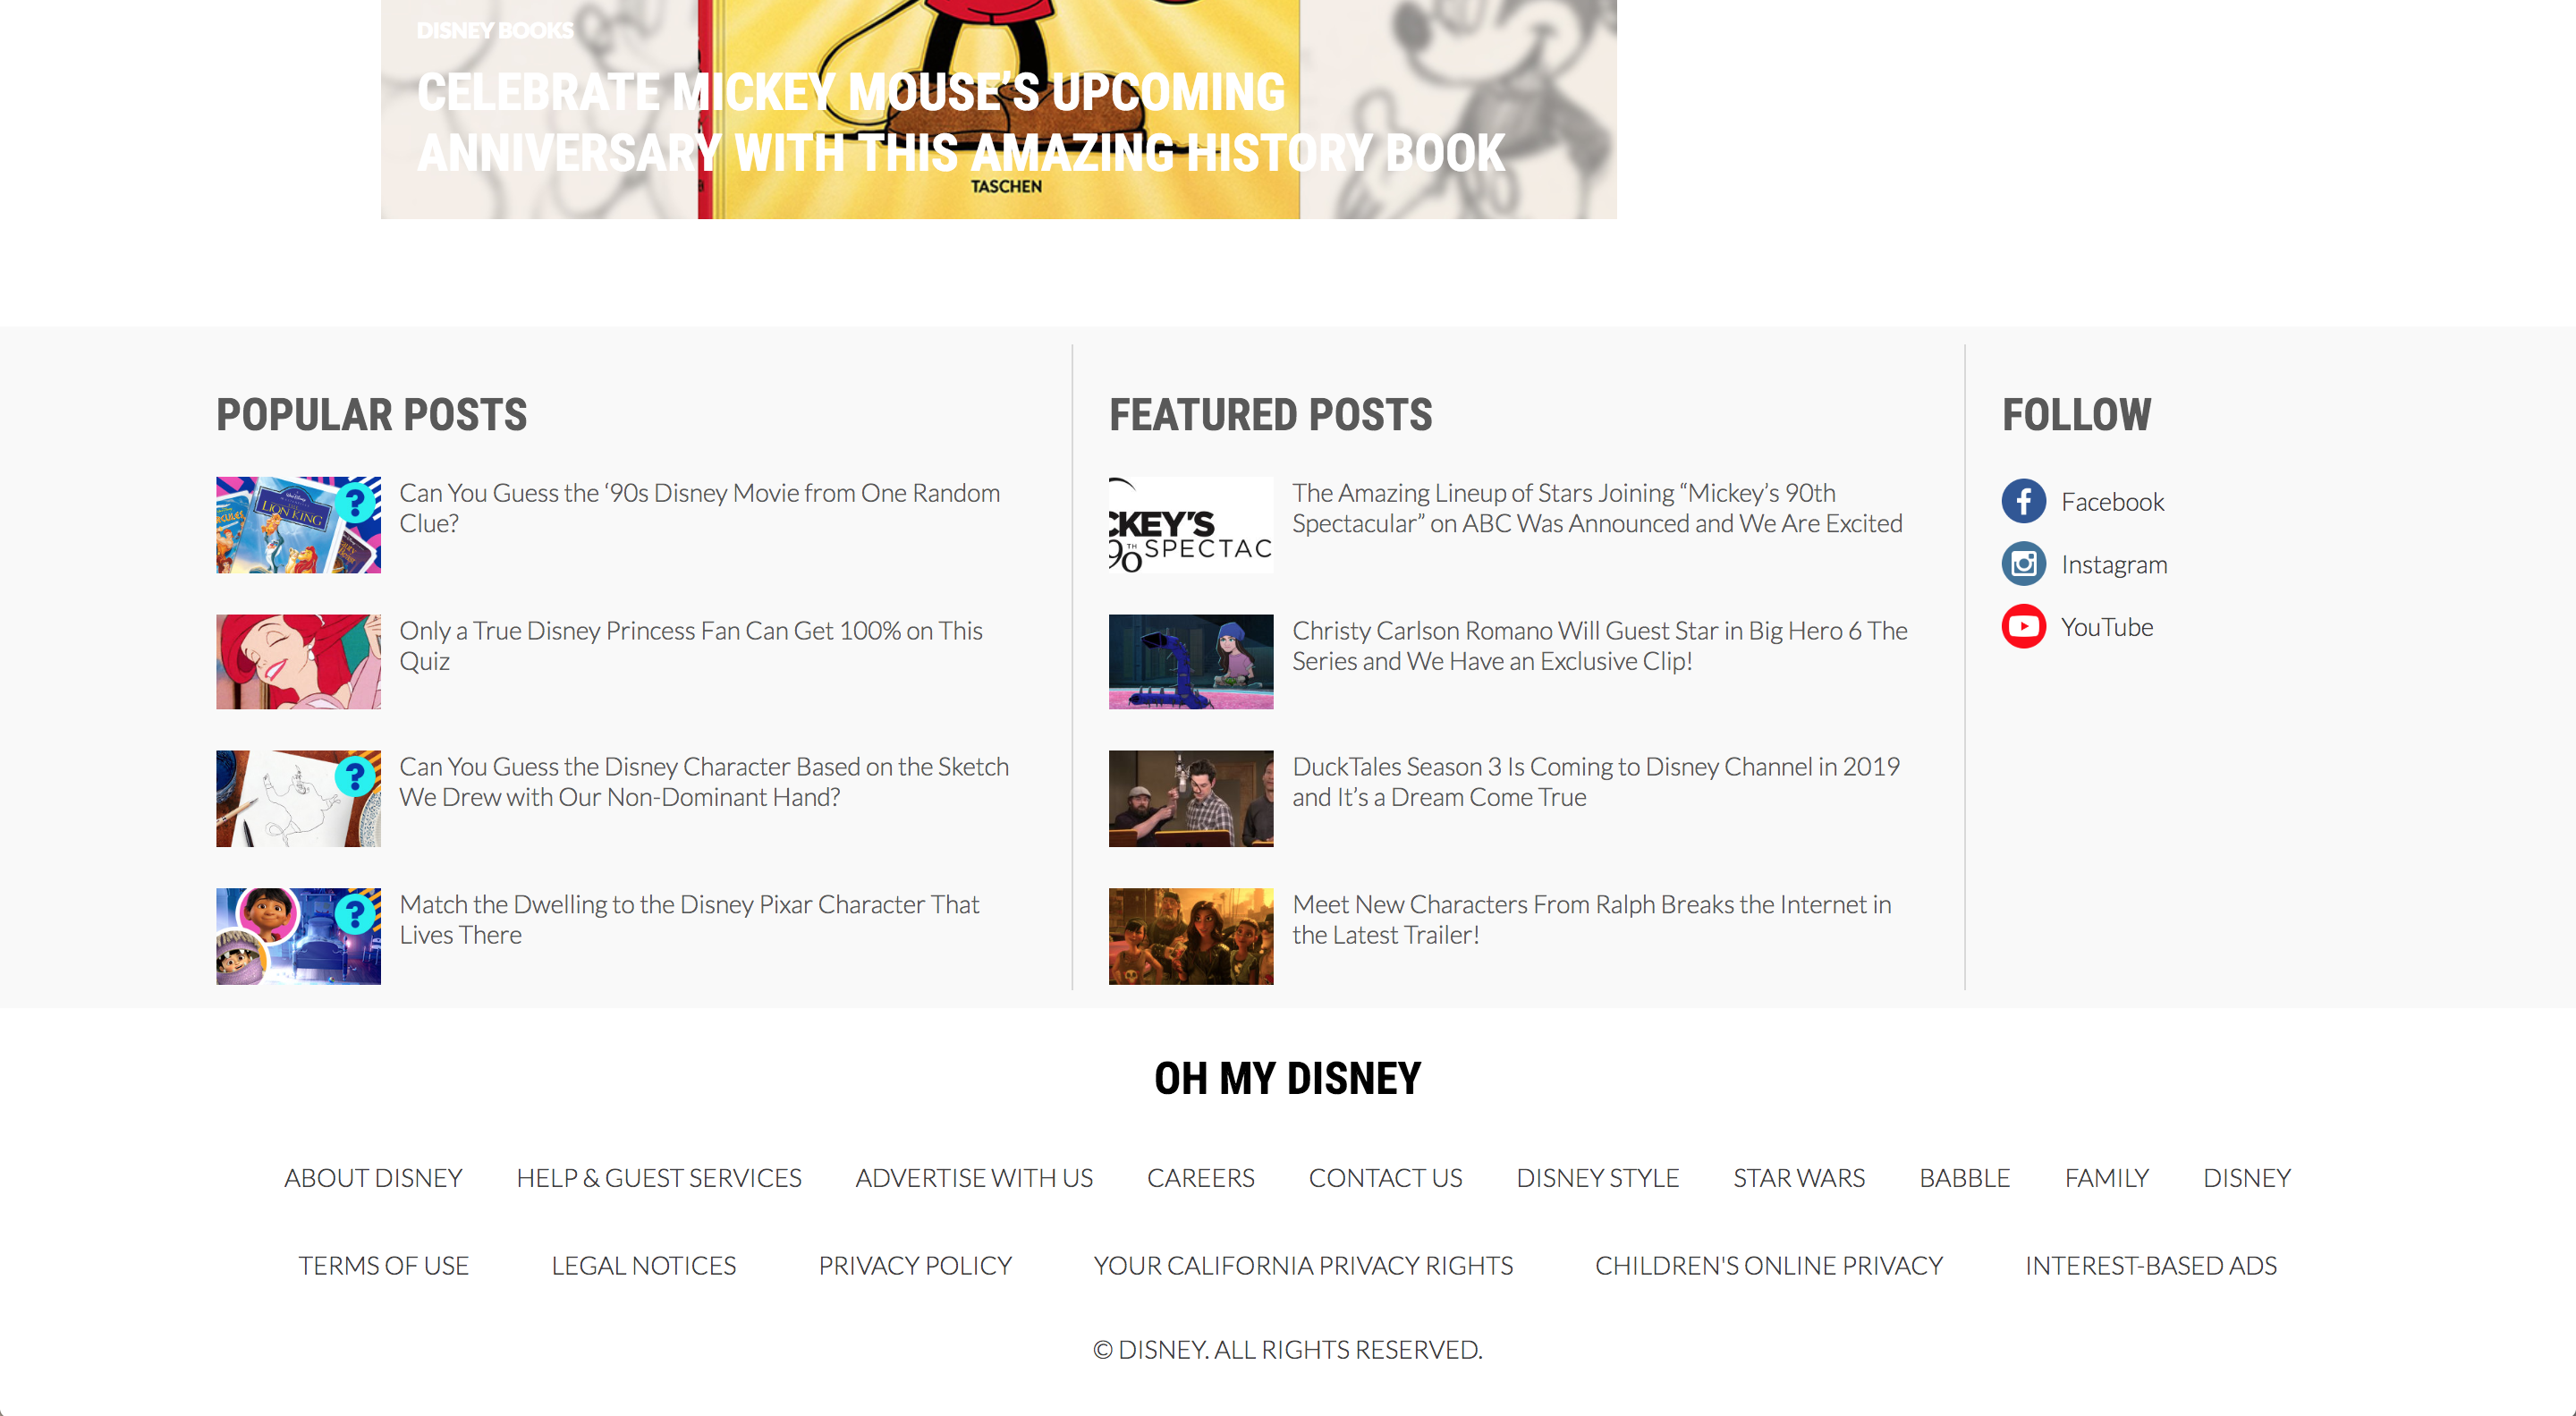 DISNEY BOOKS
CELEBRATE MICKEY MOUSE’S UPCOMING
ANNIVERSARY WITH THIS AMAZING HISTORY BOOK
TASCHEN
POPULAR POSTS
Can You Guess the ‘90s Disney Movie from One Random
Clue?
Only a True Disney Princess Fan Can Get 100% on This
Quiz
Can You Guess the Disney Character Based on the Sketch
We Drew with Our Non-Dominant Hand?
Match the Dwelling to the Disney Pixar Character That
Lives There
FEATURED POSTS
CKEY’S
90TH SPECTAC
The Amazing Lineup of Stars Joining “Mickey’s 90th
Spectacular” on ABC Was Announced and We Are Excited
Christy Carlson Romano Will Guest Star in Big Hero 6 The
Series and We Have an Exclusive Clip!
DuckTales Season 3 Is Coming to Disney Channel in 2019
and It’s a Dream Come True
Meet New Characters From Ralph Breaks the Internet in
the Latest Trailer!
FOLLOW
Facebook
Instagram
YouTube
OH MY DISNEY
ABOUT DISNEY HELP & GUEST SERVICES ADVERTISE WITH US CAREERS CONTACT US DISNEY STYLE STAR WARS BABBLE FAMILY DISNEY
TERMS OF USE LEGAL NOTICES PRIVACY POLICY YOUR CALIFORNIA PRIVACY RIGHTS CHILDREN'S ONLINE PRIVACY INTEREST-BASED ADS
© DISNEY. ALL RIGHTS RESERVED.